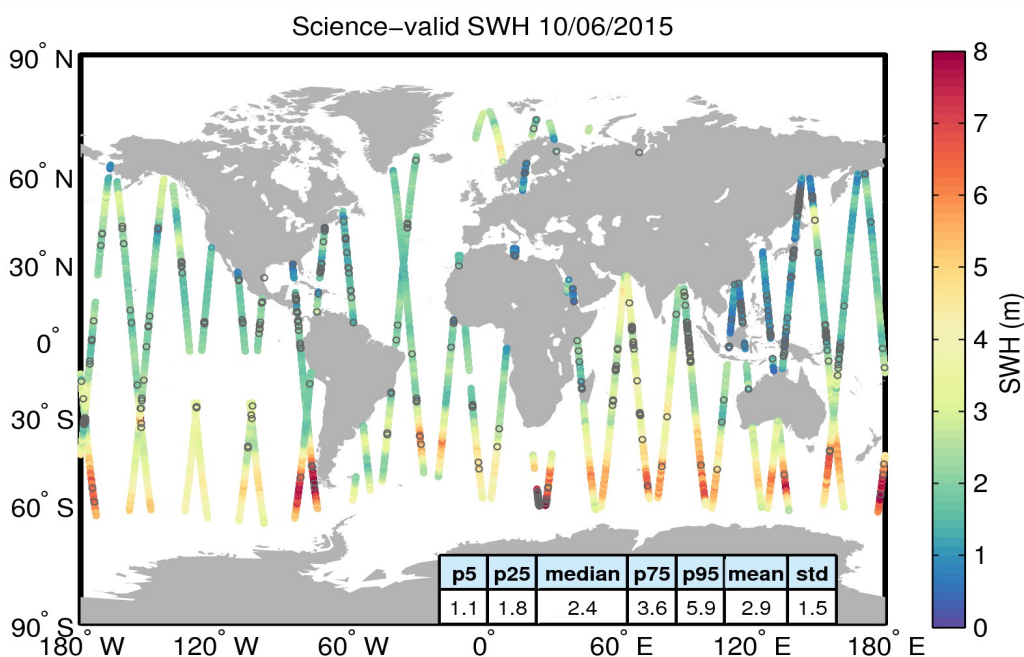 Science−valid SWH 10/06/2015
90° N
60° N
30° N
0°
30° S
60° S
90° S
180° W
120° W
60° W
0°
60° E
120° E
180° E
8
7
6
5
4
3
2
1
0
SWH (m)
p5 p25 median p75 p95 mean std
1.1 1.8 2.4 3.6 5.9 2.9 1.5